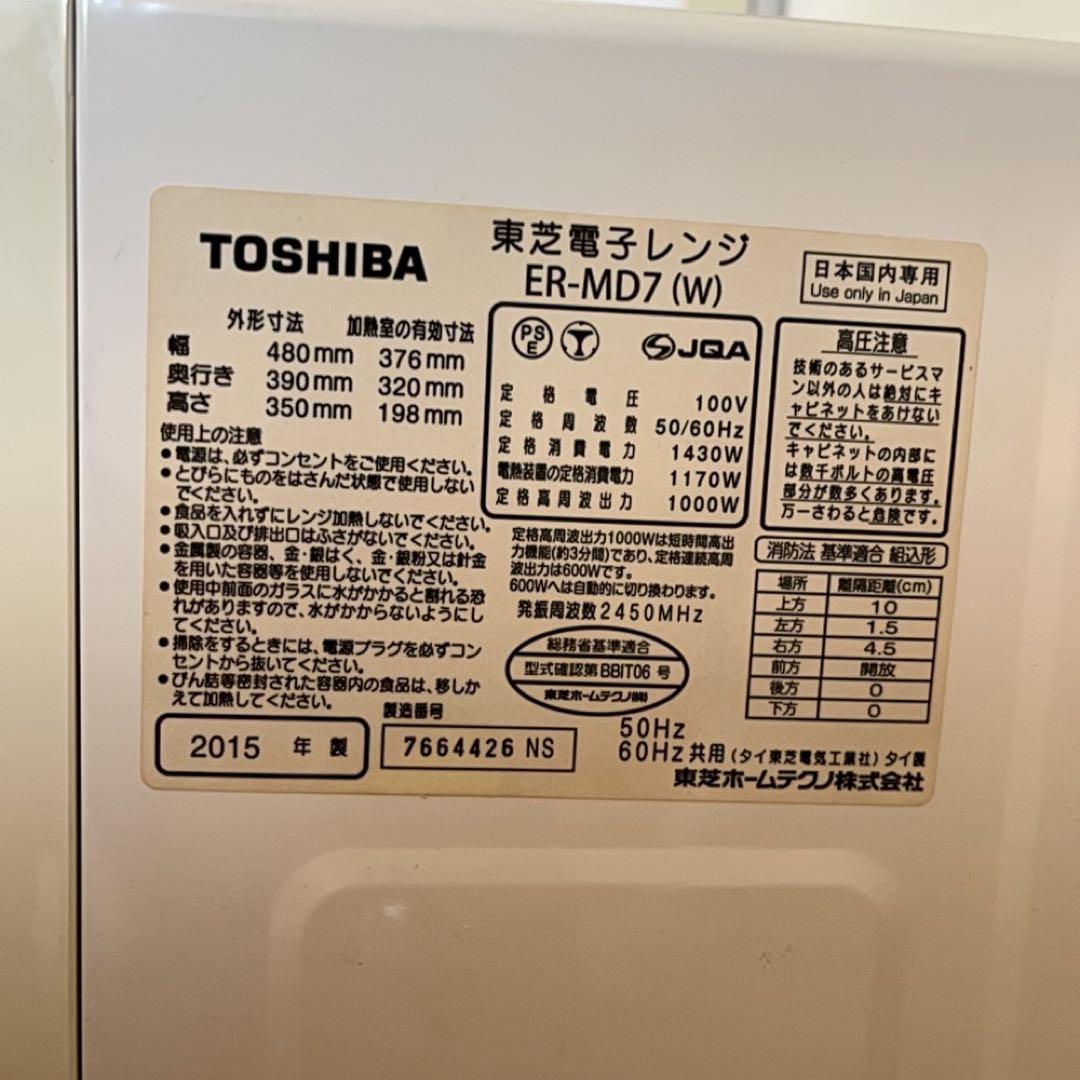 TOSHIBA
東芝電子レンジ
ER-MD7 (W)
日本国内専用
Use only in Japan
外形寸法 加熱室の有効寸法
幅 480mm 376mm
奥行き 390mm 320mm
高さ 350mm 198mm
使用上の注意
●電源は、必ずコンセントをご使用ください。
●とびらにものをはさんだ状態で使用しない
でください。
●食品を入れずにレンジ加熱しないでください。
●吸入口及び排出口はふさがないでください。
●金属製の容器、金・銀はく、金・銀粉又は針金
を用いた容器等を使用しないでください。
●使用中前面のガラスに水がかかると割れる恐
れがありますので、水がかからないようにし
てください。
●掃除をするときには、電源プラグを必ずコン
セントから抜いてください。
●びん詰等密封された容器内の食品は、移しか
えて加熱してください。
PSE JQA
定格電圧 100V
定格周波数 50/60Hz
定格消費電力 1430W
電熱装置の定格消費電力 1170W
定格高周波出力 1000W
定格高周波出力1000Wは短時間高出
力機能(約3分間)であり、定格連続高周
波出力は600Wです。
600Wへは自動的に切り換わります。
発振周波数2450MHz
総務省基準適合
型式確認第BBIT06号
東芝ホームテクノ(株)
高圧注意
技術のあるサービスマ
ン以外の人は絶対にキ
ャビネットをあけない
でください。
キャビネットの内部に
は数千ボルトの高電圧
部分が数多くあります。
万一さわると危険です。
消防法 基準適合 組込形
場所 離隔距離(cm)
上方 10
左方 1.5
右方 4.5
前方 開放
後方 0
下方 0
2015 年製
製造番号
7664426 NS
50Hz
60Hz共用(タイ東芝電気工業社)タイ製
東芝ホームテクノ株式会社